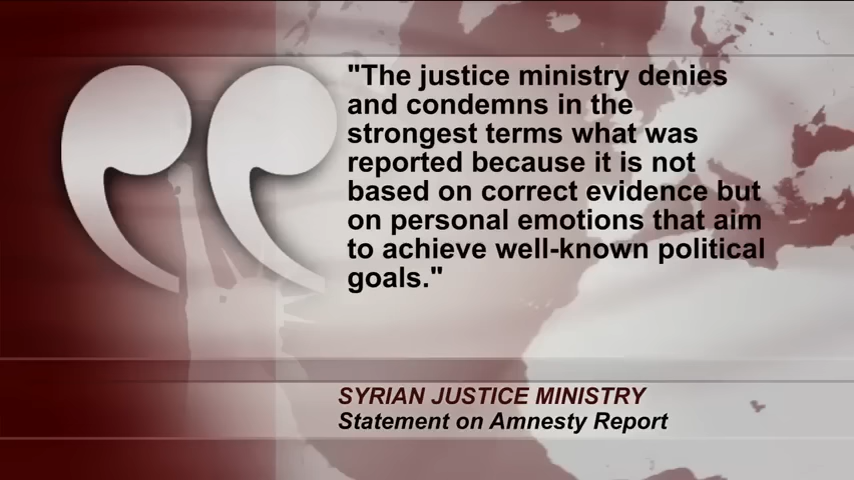 "The justice ministry denies
and condemns in the
strongest terms what was
reported because it is not
based on correct evidence but
on personal emotions that aim
to achieve well-known political
goals."
SYRIAN JUSTICE MINISTRY
Statement on Amnesty Report